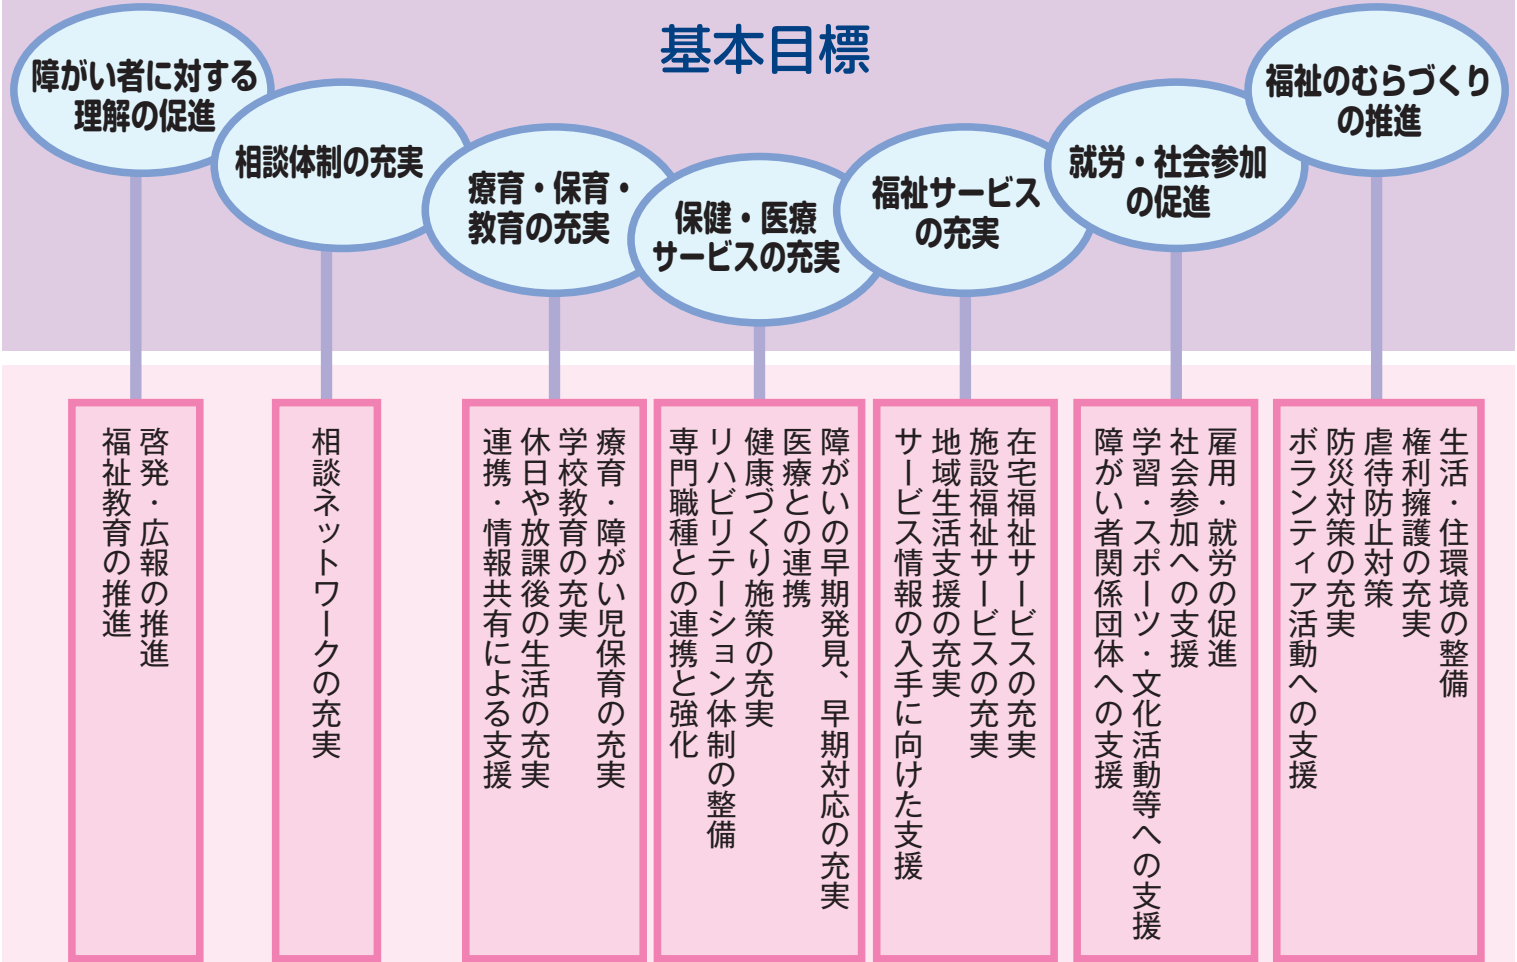 基本目標
障がい者に対する
理解の促進
相談体制の充実
療育・保育・
教育の充実
保健・医療
サービスの充実
福祉サービス
の充実
就労・社会参加
の促進
福祉のむらづくり
の推進
啓発・広報の推進
福祉教育の推進
相談ネットワークの充実
療育・障がい児保育の充実
学校教育の充実
休日や放課後の生活の充実
連携・情報共有による支援
障がいの早期発見、早期対応の充実
医療との連携
健康づくり施策の充実
リハビリテーション体制の整備
専門職種との連携と強化
在宅福祉サービスの充実
施設福祉サービスの充実
地域生活支援の充実
サービス情報の入手に向けた支援
雇用・就労の促進
社会参加への支援
学習・スポーツ・文化活動等への支援
障がい者関係団体への支援
生活・住環境の整備
権利擁護の充実
虐待防止対策
防災対策の充実
ボランティア活動への支援